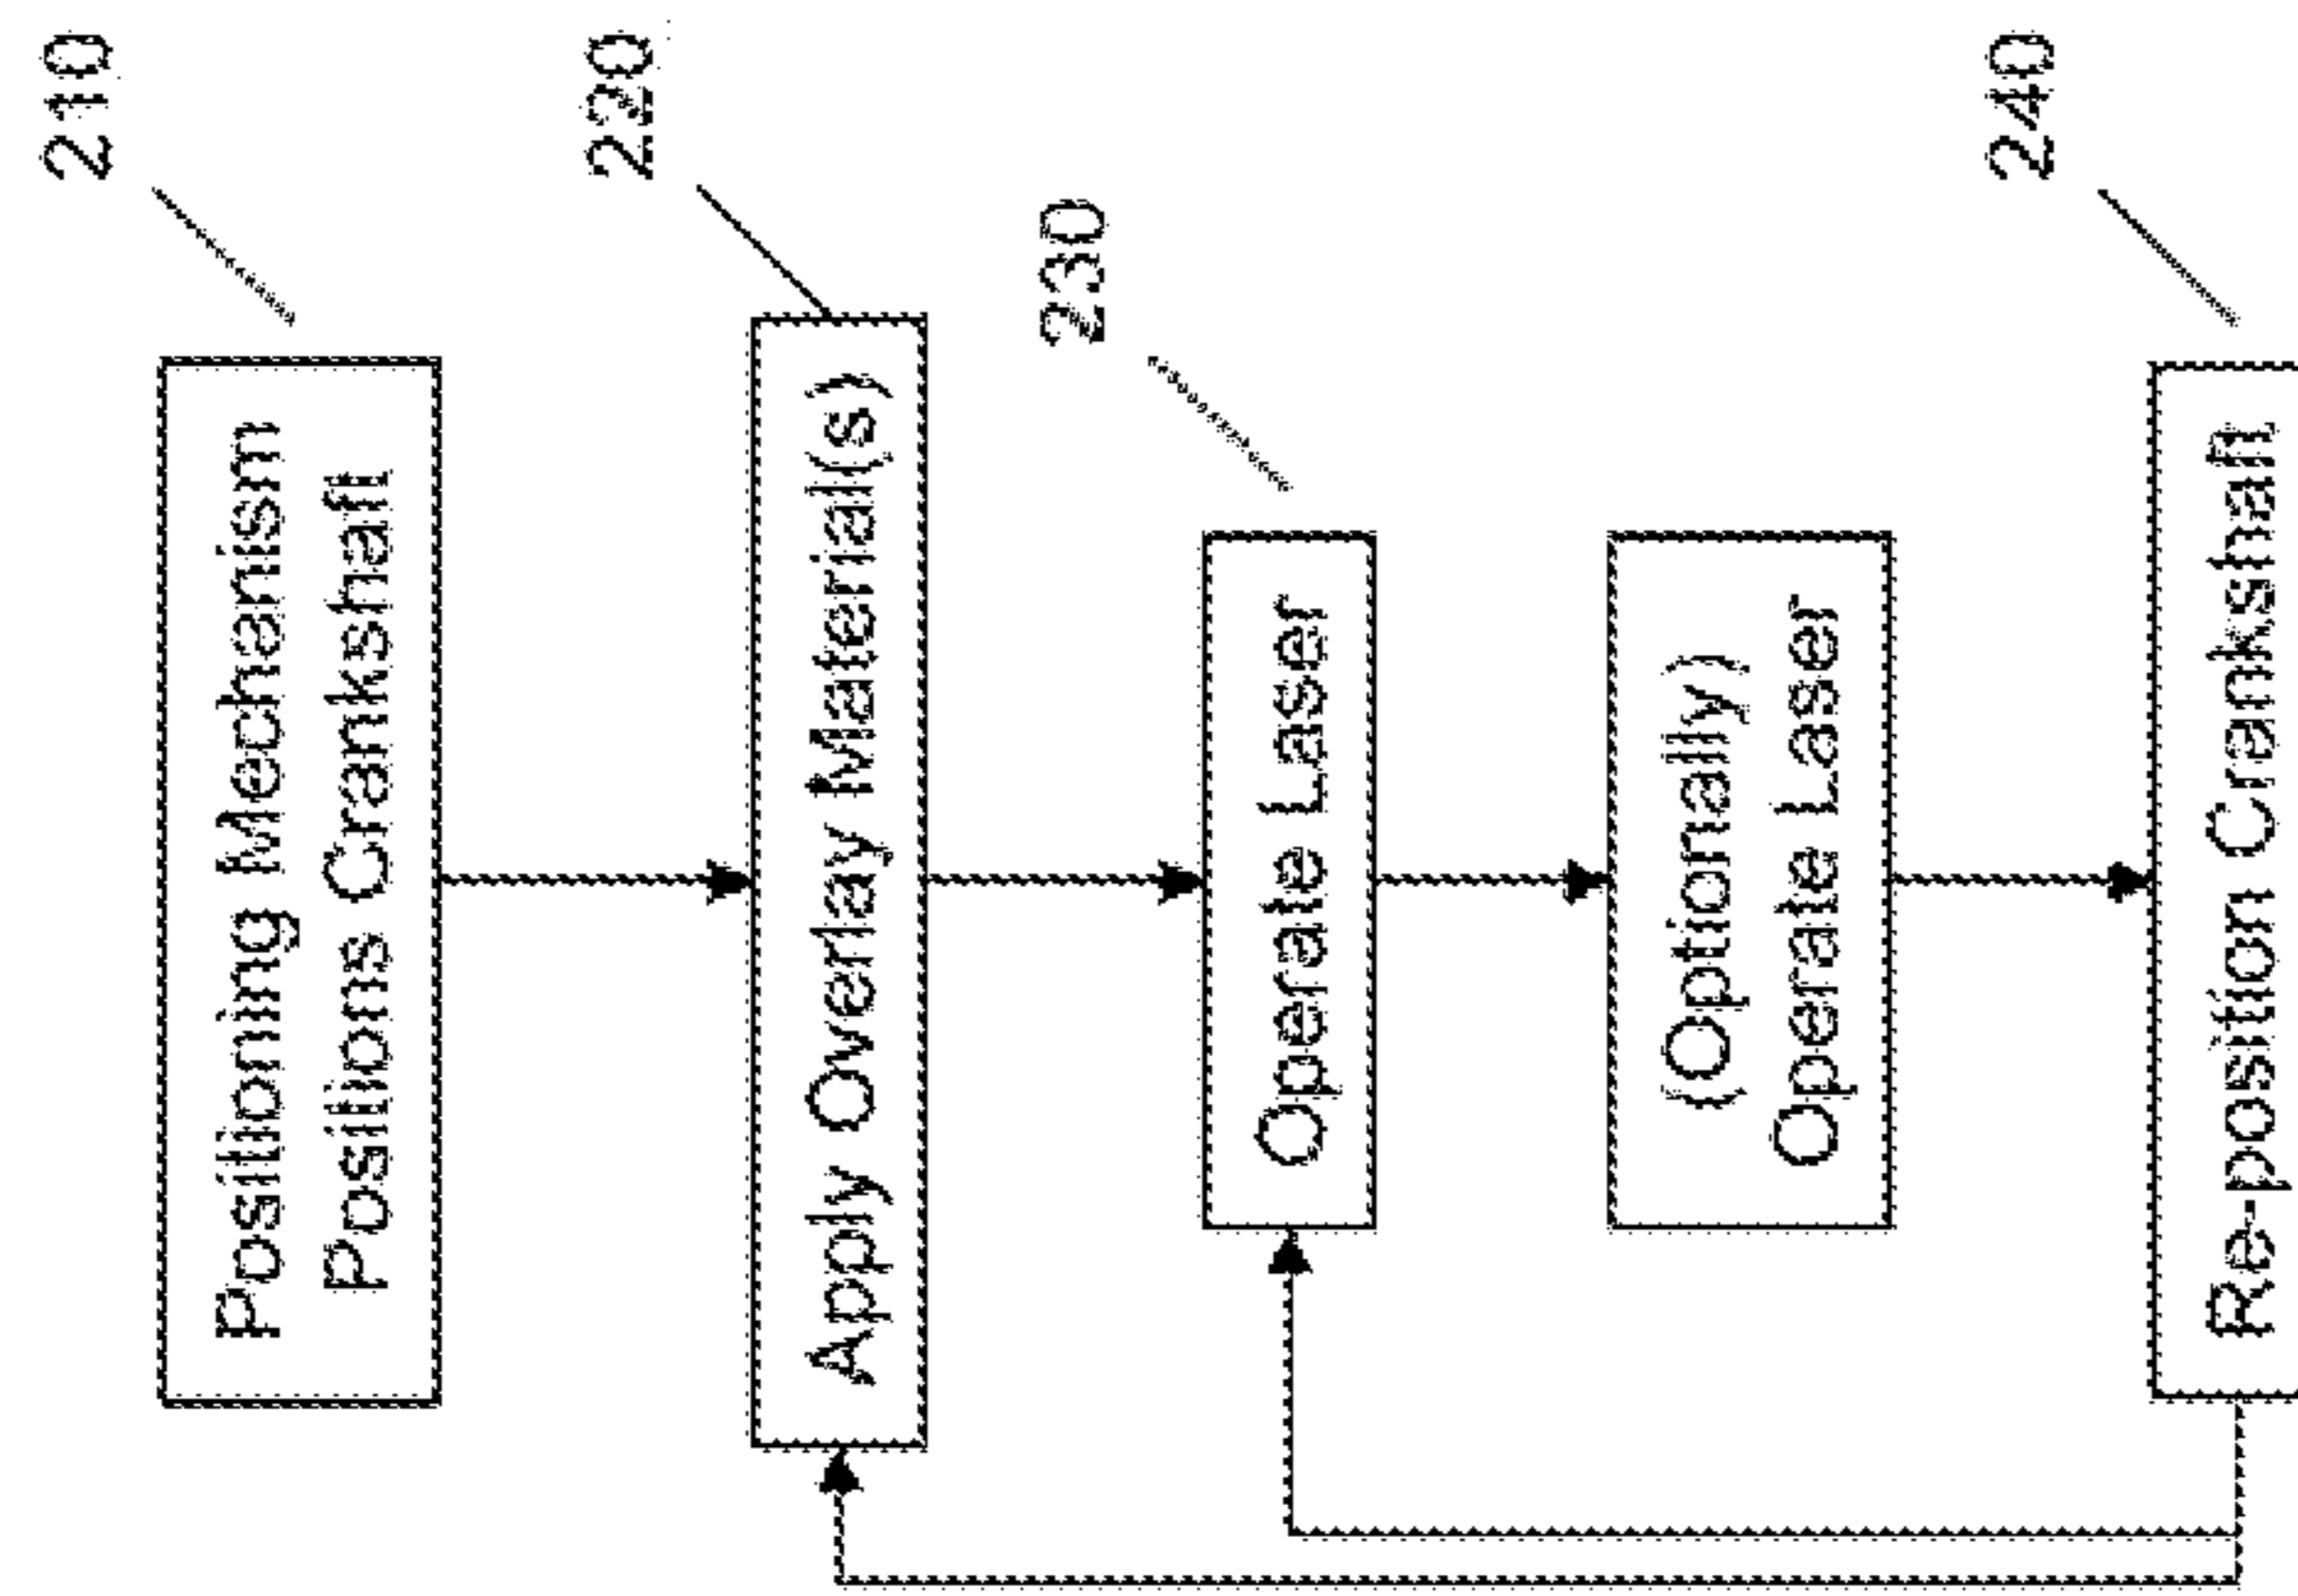 210
Positioning Mechanism
Positions Crankshaft
220
Apply Overlay Material(s)
230
Operate Laser
(Optionally)
Operate Laser
240
Re-position Crankshaft